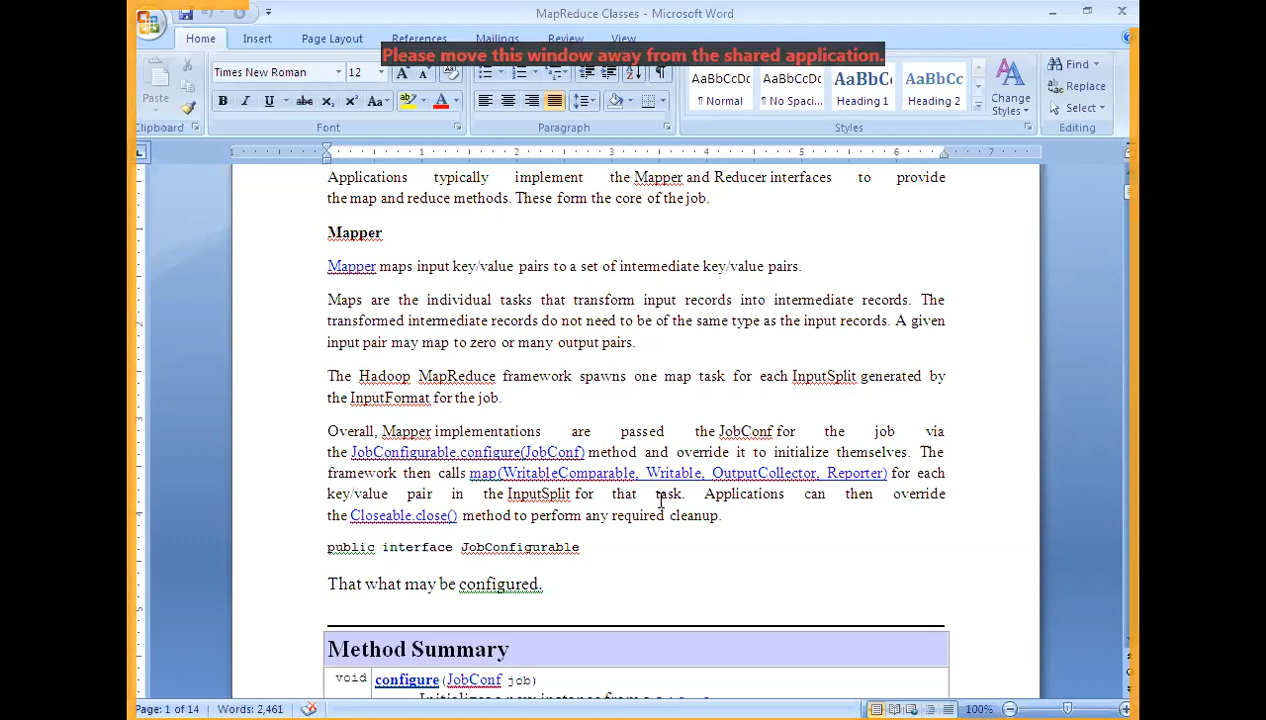 MapReduce Classes - Microsoft Word
Home Insert Page Layout References Mailings Review View
Please move this window away from the shared application.
Times New Roman 12
Paste
AaBbCcDc AaBbCcDc AaBbC AaBbCc
¶ Normal ¶ No Spaci... Heading 1 Heading 2
Change
Styles
Find
Replace
Select
Clipboard Font Paragraph Styles Editing
1 1 2 3 4 5 6 7
Applications typically implement the Mapper and Reducer interfaces to provide
the map and reduce methods. These form the core of the job.
Mapper
Mapper maps input key/value pairs to a set of intermediate key/value pairs.
Maps are the individual tasks that transform input records into intermediate records. The
transformed intermediate records do not need to be of the same type as the input records. A given
input pair may map to zero or many output pairs.
The Hadoop MapReduce framework spawns one map task for each InputSplit generated by
the InputFormat for the job.
Overall, Mapper implementations are passed the JobConf for the job via
the JobConfigurable.configure(JobConf) method and override it to initialize themselves. The
framework then calls map(WritableComparable, Writable, OutputCollector, Reporter) for each
key/value pair in the InputSplit for that task. Applications can then override
the Closeable.close() method to perform any required cleanup.
public interface JobConfigurable
That what may be configured.
Method Summary
void configure(JobConf job)
Page: 1 of 14 Words: 2,461 100%